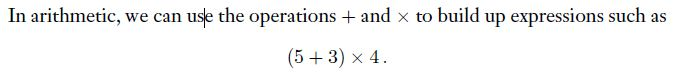 In arithmetic, we can use the operations + and × to build up expressions such as
(5 + 3) × 4 .